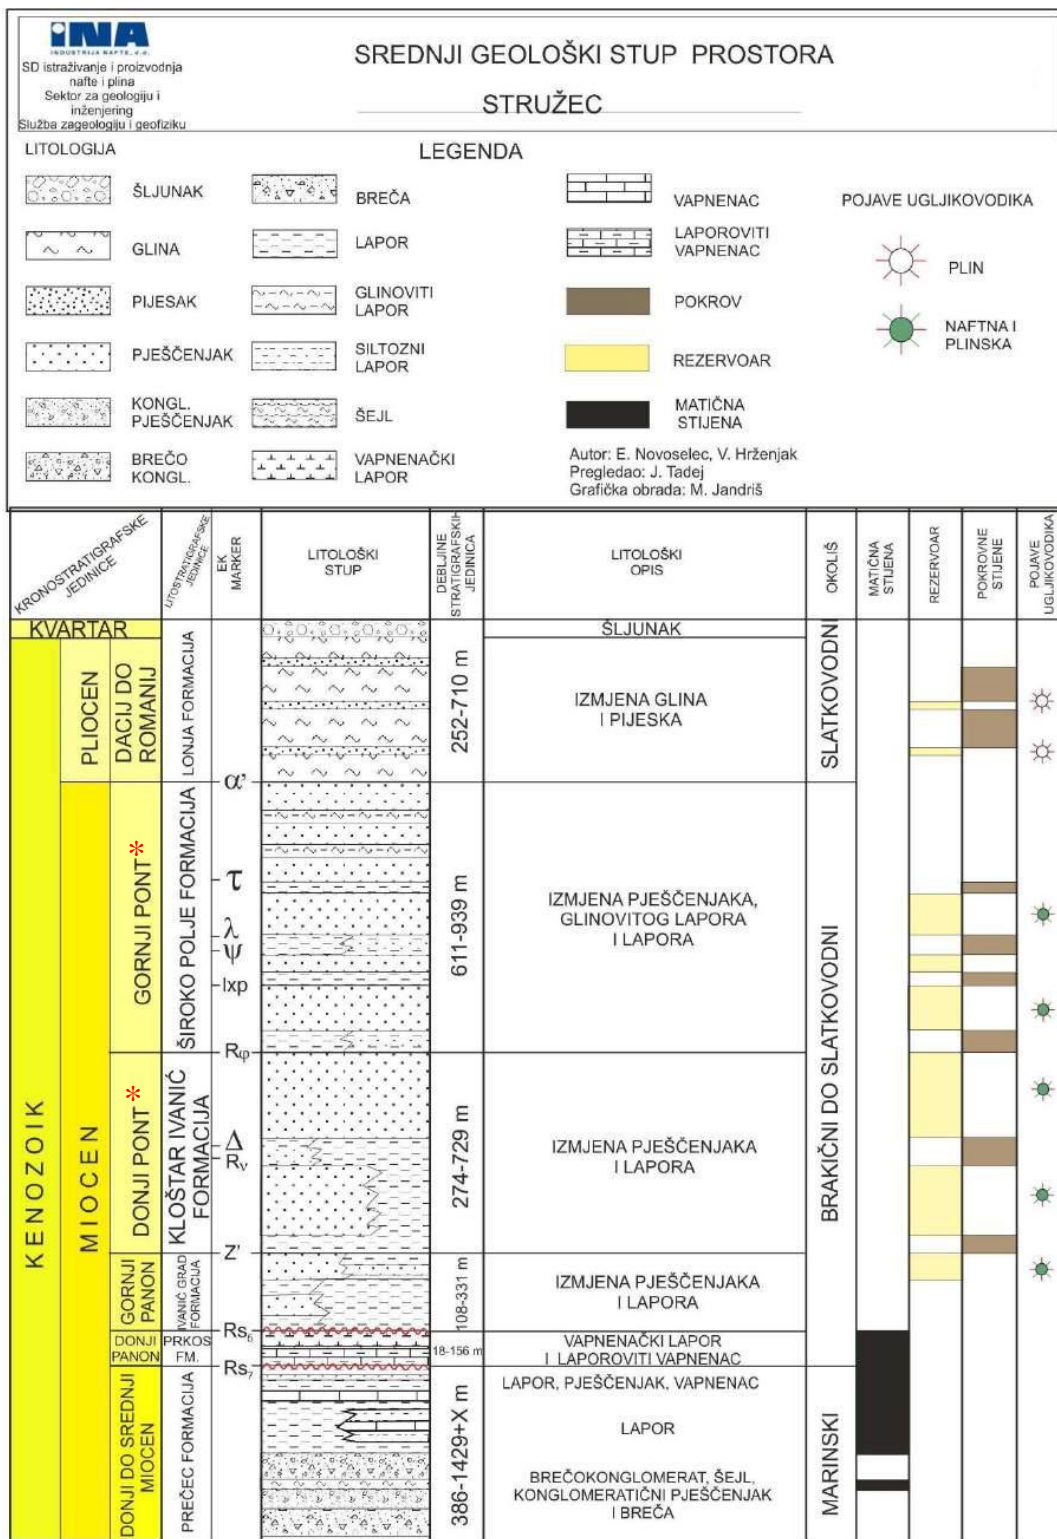 INA
INDUSTRIJA NAFTE, d.d.
SD istraživanje i proizvodnja
nafte i plina
Sektor za geologiju i
inženjering
Služba zageologiju i geofiziku
SREDNJI GEOLOŠKI STUP PROSTORA
STRUŽEC
LITOLOGIJA
LEGENDA
ŠLJUNAK
GLINA
PIJESAK
PJEŠČENJAK
KONGL.
PJEŠČENJAK
BREČO
KONGL.
BREČA
LAPOR
GLINOVITI
LAPOR
SILTOZNI
LAPOR
ŠEJL
VAPNENAČKI
LAPOR
VAPNENAC
LAPOROVITI
VAPNENAC
POKROV
REZERVOAR
MATIČNA
STIJENA
Autor: E. Novoselec, V. Hrženjak
Pregledao: J. Tadej
Grafička obrada: M. Jandriš
POJAVE UGLJIKOVODIKA
PLIN
NAFTNA I
PLINSKA
KRONOSTRATIGRAFSKE
JEDINICE
LITOSTRATIGRAFSKE
JEDINICE
EK
MARKER
LITOLOŠKI
STUP
DEBLJINE
STRATIGRAFSKIH
JEDINICA
LITOLOŠKI
OPIS
OKOLIŠ
MATIČNA
STIJENA
REZERVOAR
POKROVNE
STIJENE
POJAVE
UGLJIKOVODIKA
KVARTAR
KENOZOIK
PLIOCEN
MIOCEN
DACIJ DO
ROMANIJ
GORNJI PONT*
DONJI PONT*
GORNJI
PANON
DONJI
PANON
DONJI DO SREDNJI
MIOCEN
LONJA FORMACIJA
ŠIROKO POLJE FORMACIJA
KLOŠTAR IVANIĆ
FORMACIJA
IVANIĆ GRAD
FORMACIJA
PRKOS
FM.
PREČEC FORMACIJA
α'
τ
λ
ψ
lxp
Rφ
Δ
Rν
Z'
Rs6
Rs7
252-710 m
611-939 m
274-729 m
108-331 m
18-156 m
386-1429+X m
ŠLJUNAK
IZMJENA GLINA
I PIJESKA
IZMJENA PJEŠČENJAKA,
GLINOVITOG LAPORA
I LAPORA
IZMJENA PJEŠČENJAKA
I LAPORA
IZMJENA PJEŠČENJAKA
I LAPORA
VAPNENAČKI LAPOR
I LAPOROVITI VAPNENAC
LAPOR, PJEŠČENJAK, VAPNENAC
LAPOR
BREČOKONGLOMERAT, ŠEJL,
KONGLOMERATIČNI PJEŠČENJAK
I BREČA
SLATKOVODNI
BRAKIČNI DO SLATKOVODNI
MARINSKI